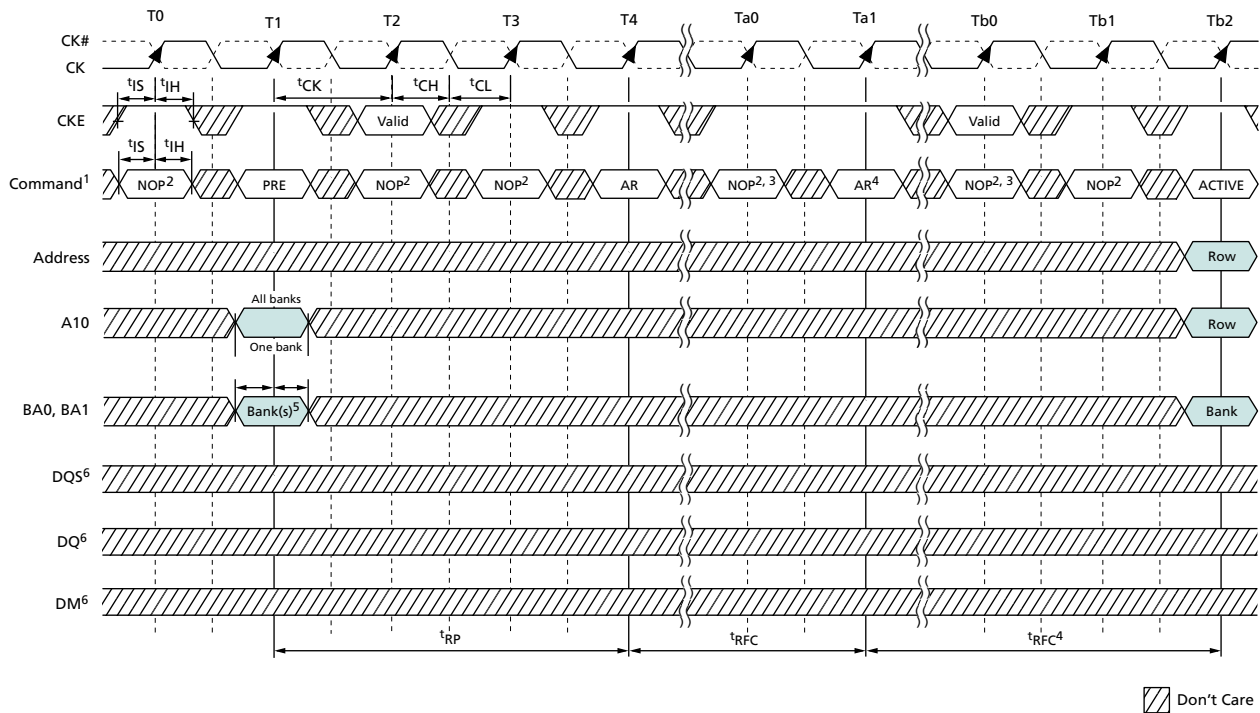 T0 T1 T2 T3 T4 Ta0 Ta1 Tb0 Tb1 Tb2
CK#
CK
tIS tIH tCK tCH tCL
CKE Valid Valid
tIS tIH
Command1 NOP2 PRE NOP2 NOP2 AR NOP2, 3 AR4 NOP2, 3 NOP2 ACTIVE
Address Row
All banks
A10 Row
One bank
BA0, BA1 Bank(s)5 Bank
DQS6
DQ6
DM6
tRP tRFC tRFC4
Don't Care